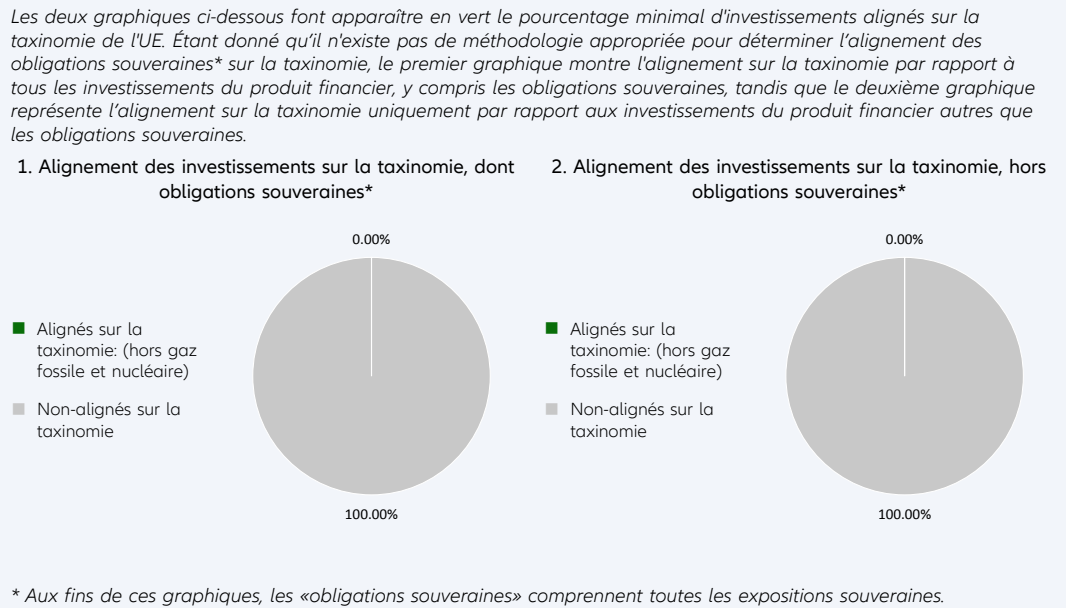 Les deux graphiques ci-dessous font apparaître en vert le pourcentage minimal d'investissements alignés sur la
taxinomie de l'UE. Étant donné qu’il n'existe pas de méthodologie appropriée pour déterminer l’alignement des
obligations souveraines* sur la taxinomie, le premier graphique montre l'alignement sur la taxinomie par rapport à
tous les investissements du produit financier, y compris les obligations souveraines, tandis que le deuxième graphique
représente l’alignement sur la taxinomie uniquement par rapport aux investissements du produit financier autres que
les obligations souveraines.
1. Alignement des investissements sur la taxinomie, dont
obligations souveraines*
0.00%
Alignés sur la
taxinomie: (hors gaz
fossile et nucléaire)
Non-alignés sur la
taxinomie
100.00%
2. Alignement des investissements sur la taxinomie, hors
obligations souveraines*
0.00%
Alignés sur la
taxinomie: (hors gaz
fossile et nucléaire)
Non-alignés sur la
taxinomie
100.00%
* Aux fins de ces graphiques, les «obligations souveraines» comprennent toutes les expositions souveraines.